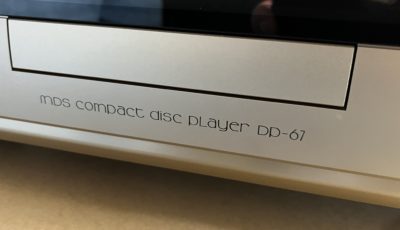 MDS COMPACT DISC PLAYER DP-67